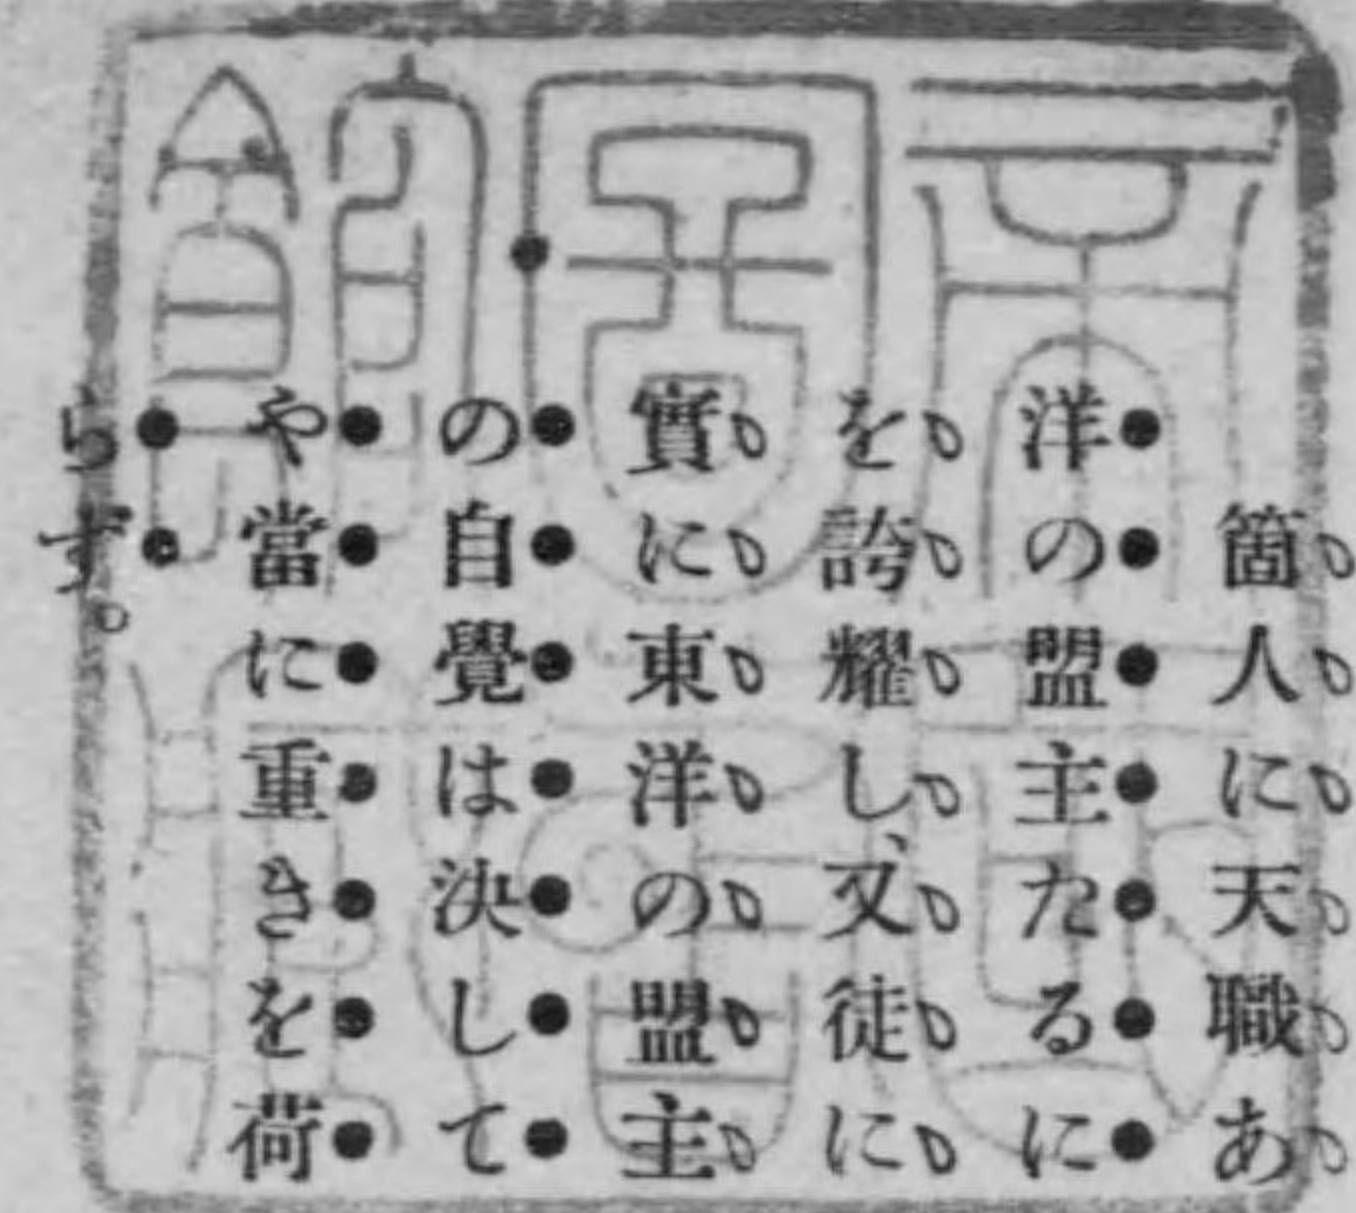 箇人に天職あ
洋の盟主たるに
を誇耀し、又徒に
實に東洋の盟主
の自覺は決して
や當に重きを荷
らず。